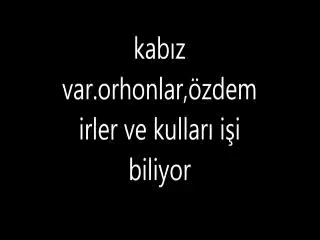 kabız
var.orhonlar,özdem
irler ve kulları işi
biliyor